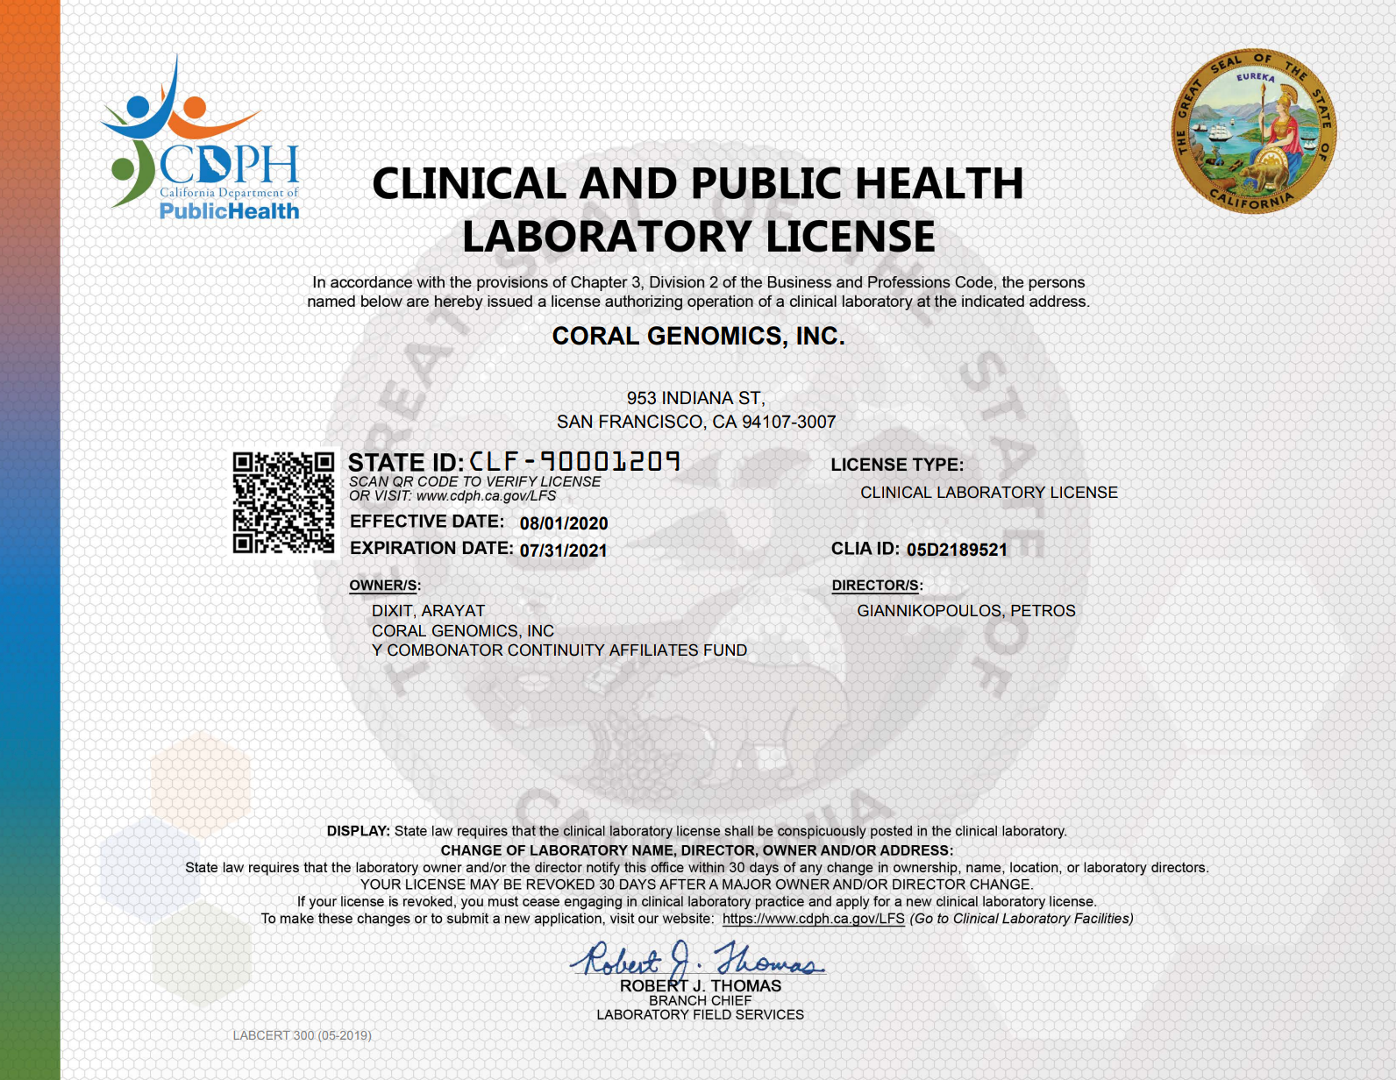 CDPH
California Department of
PublicHealth
THE GREAT SEAL OF THE STATE OF CALIFORNIA
EUREKA
CLINICAL AND PUBLIC HEALTH
LABORATORY LICENSE
In accordance with the provisions of Chapter 3, Division 2 of the Business and Professions Code, the persons
named below are hereby issued a license authorizing operation of a clinical laboratory at the indicated address.
CORAL GENOMICS, INC.
953 INDIANA ST,
SAN FRANCISCO, CA 94107-3007
STATE ID: CLF-90001209
SCAN QR CODE TO VERIFY LICENSE
OR VISIT: www.cdph.ca.gov/LFS
EFFECTIVE DATE: 08/01/2020
EXPIRATION DATE: 07/31/2021
LICENSE TYPE:
CLINICAL LABORATORY LICENSE
CLIA ID: 05D2189521
OWNER/S:
DIXIT, ARAYAT
CORAL GENOMICS, INC
Y COMBONATOR CONTINUITY AFFILIATES FUND
DIRECTOR/S:
GIANNIKOPOULOS, PETROS
THE GREAT SEAL OF THE STATE OF CALIFORNIA
DISPLAY: State law requires that the clinical laboratory license shall be conspicuously posted in the clinical laboratory.
CHANGE OF LABORATORY NAME, DIRECTOR, OWNER AND/OR ADDRESS:
State law requires that the laboratory owner and/or the director notify this office within 30 days of any change in ownership, name, location, or laboratory directors.
YOUR LICENSE MAY BE REVOKED 30 DAYS AFTER A MAJOR OWNER AND/OR DIRECTOR CHANGE.
If your license is revoked, you must cease engaging in clinical laboratory practice and apply for a new clinical laboratory license.
To make these changes or to submit a new application, visit our website: https://www.cdph.ca.gov/LFS (Go to Clinical Laboratory Facilities)
Robert J. Thomas
ROBERT J. THOMAS
BRANCH CHIEF
LABORATORY FIELD SERVICES
LABCERT 300 (05-2019)